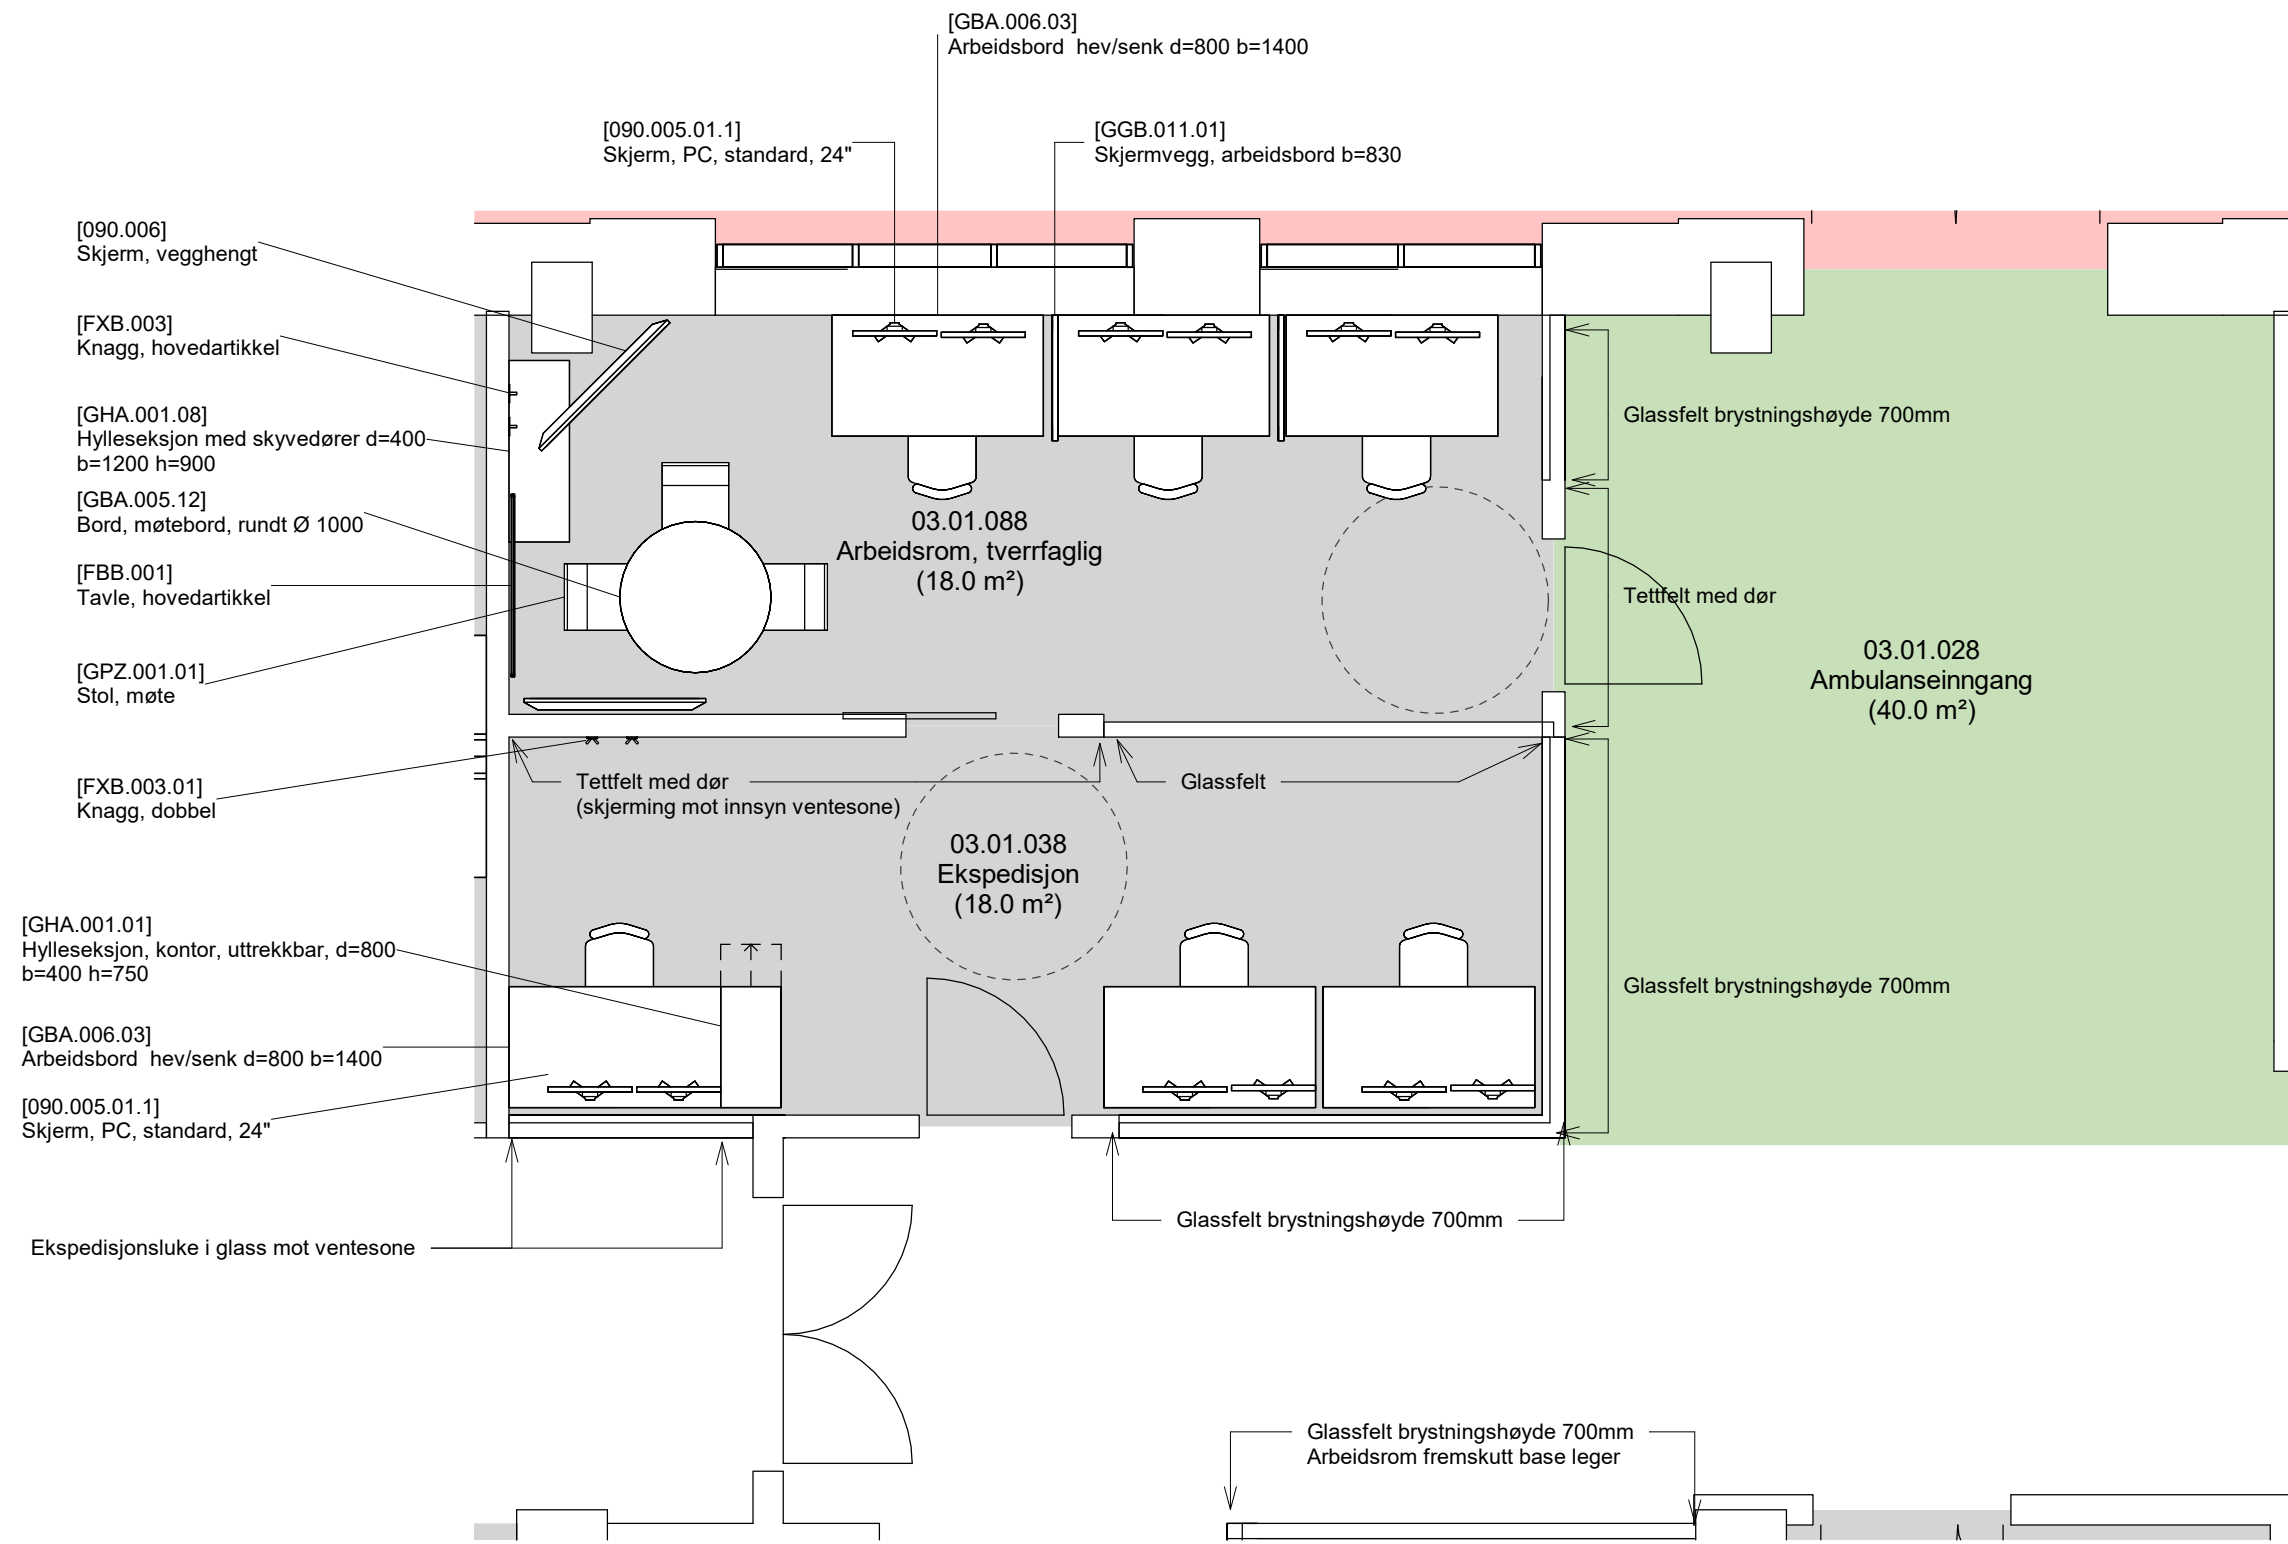 [GBA.006.03]
Arbeidsbord  hev/senk d=800 b=1400
[090.005.01.1]
Skjerm, PC, standard, 24"
[GGB.011.01]
Skjermvegg, arbeidsbord b=830
[090.006]
Skjerm, vegghengt
[FXB.003]
Knagg, hovedartikkel
[GHA.001.08]
Hylleseksjon med skyvedører d=400
b=1200 h=900
[GBA.005.12]
Bord, møtebord, rundt Ø 1000
[FBB.001]
Tavle, hovedartikkel
[GPZ.001.01]
Stol, møte
[FXB.003.01]
Knagg, dobbel
03.01.088
Arbeidsrom, tverrfaglig
(18.0 m²)
Glassfelt brystningshøyde 700mm
Tettfelt med dør
03.01.028
Ambulanseinngang
(40.0 m²)
Tettfelt med dør
(skjerming mot innsyn ventesone)
Glassfelt
03.01.038
Ekspedisjon
(18.0 m²)
[GHA.001.01]
Hylleseksjon, kontor, uttrekkbar, d=800
b=400 h=750
[GBA.006.03]
Arbeidsbord  hev/senk d=800 b=1400
[090.005.01.1]
Skjerm, PC, standard, 24"
Glassfelt brystningshøyde 700mm
Ekspedisjonsluke i glass mot ventesone
Glassfelt brystningshøyde 700mm
Glassfelt brystningshøyde 700mm
Arbeidsrom fremskutt base leger